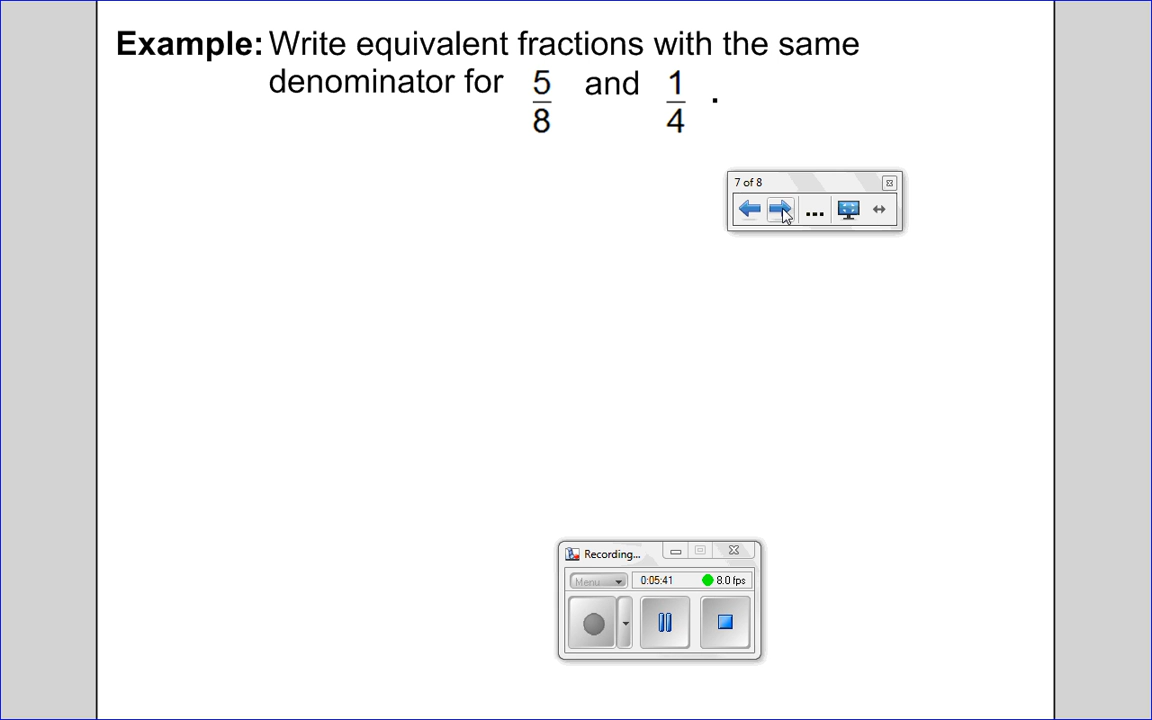 Example: Write equivalent fractions with the same
denominator for 5/8 and 1/4 .
7 of 8
...
Recording...
Menu 0:05:41 8.0 fps